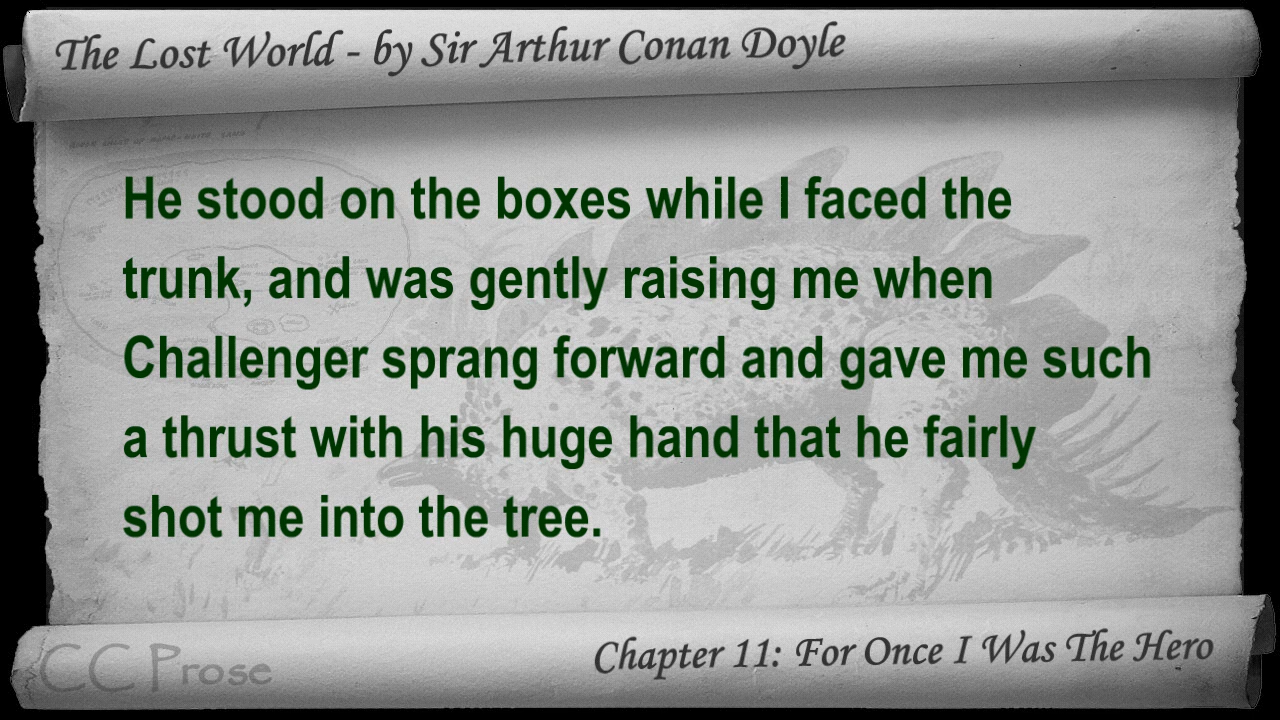 The Lost World - by Sir Arthur Conan Doyle
He stood on the boxes while I faced the
trunk, and was gently raising me when
Challenger sprang forward and gave me such
a thrust with his huge hand that he fairly
shot me into the tree.
CC Prose
Chapter 11: For Once I Was The Hero